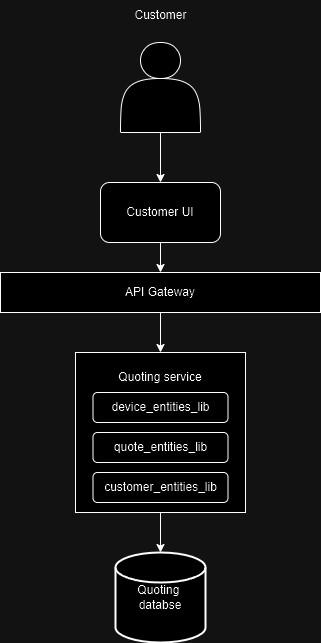 Customer
Customer UI
API Gateway
Quoting service
device_entities_lib
quote_entities_lib
customer_entities_lib
Quoting
databse